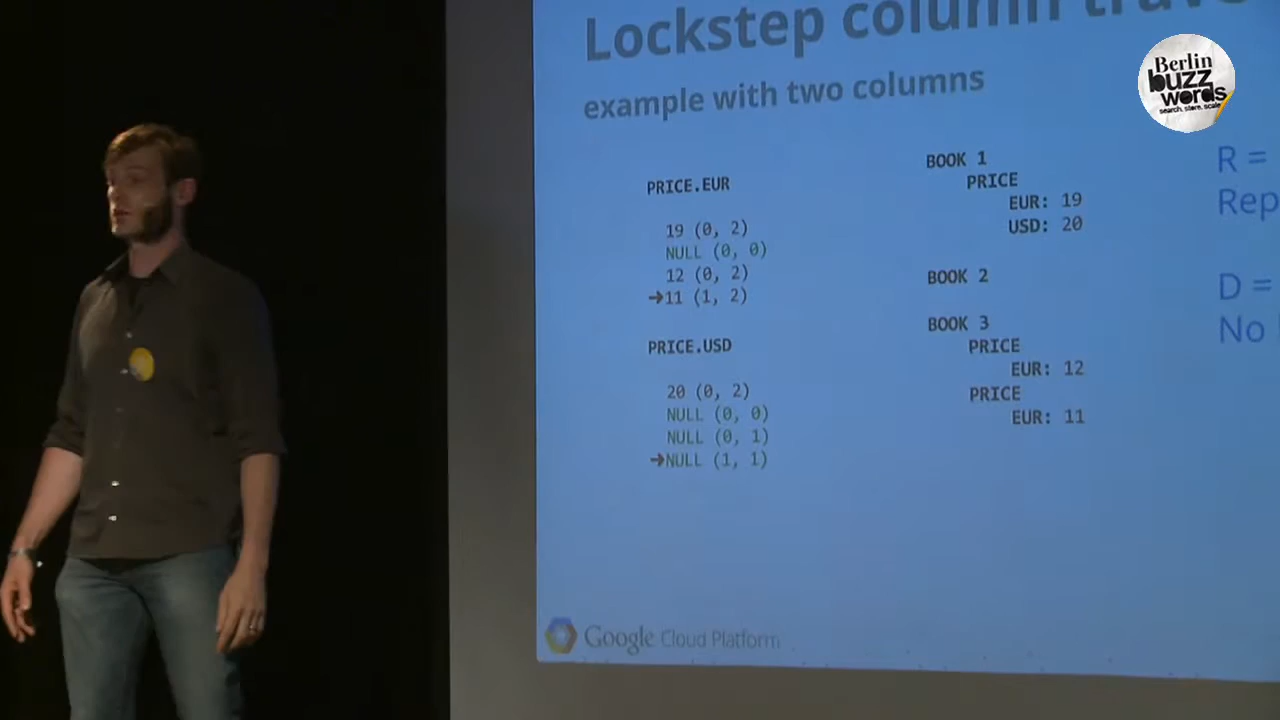 Lockstep column
example with two columns
PRICE.EUR
19 (0, 2)
NULL (0, 0)
12 (0, 2)
➔11 (1, 2)
PRICE.USD
20 (0, 2)
NULL (0, 0)
NULL (0, 1)
➔NULL (1, 1)
BOOK 1
PRICE
EUR: 19
USD: 20
BOOK 2
BOOK 3
PRICE
EUR: 12
PRICE
EUR: 11
R =
Rep
D =
No
Google Cloud Platform
Berlin
buzz
words
search. store. scale.